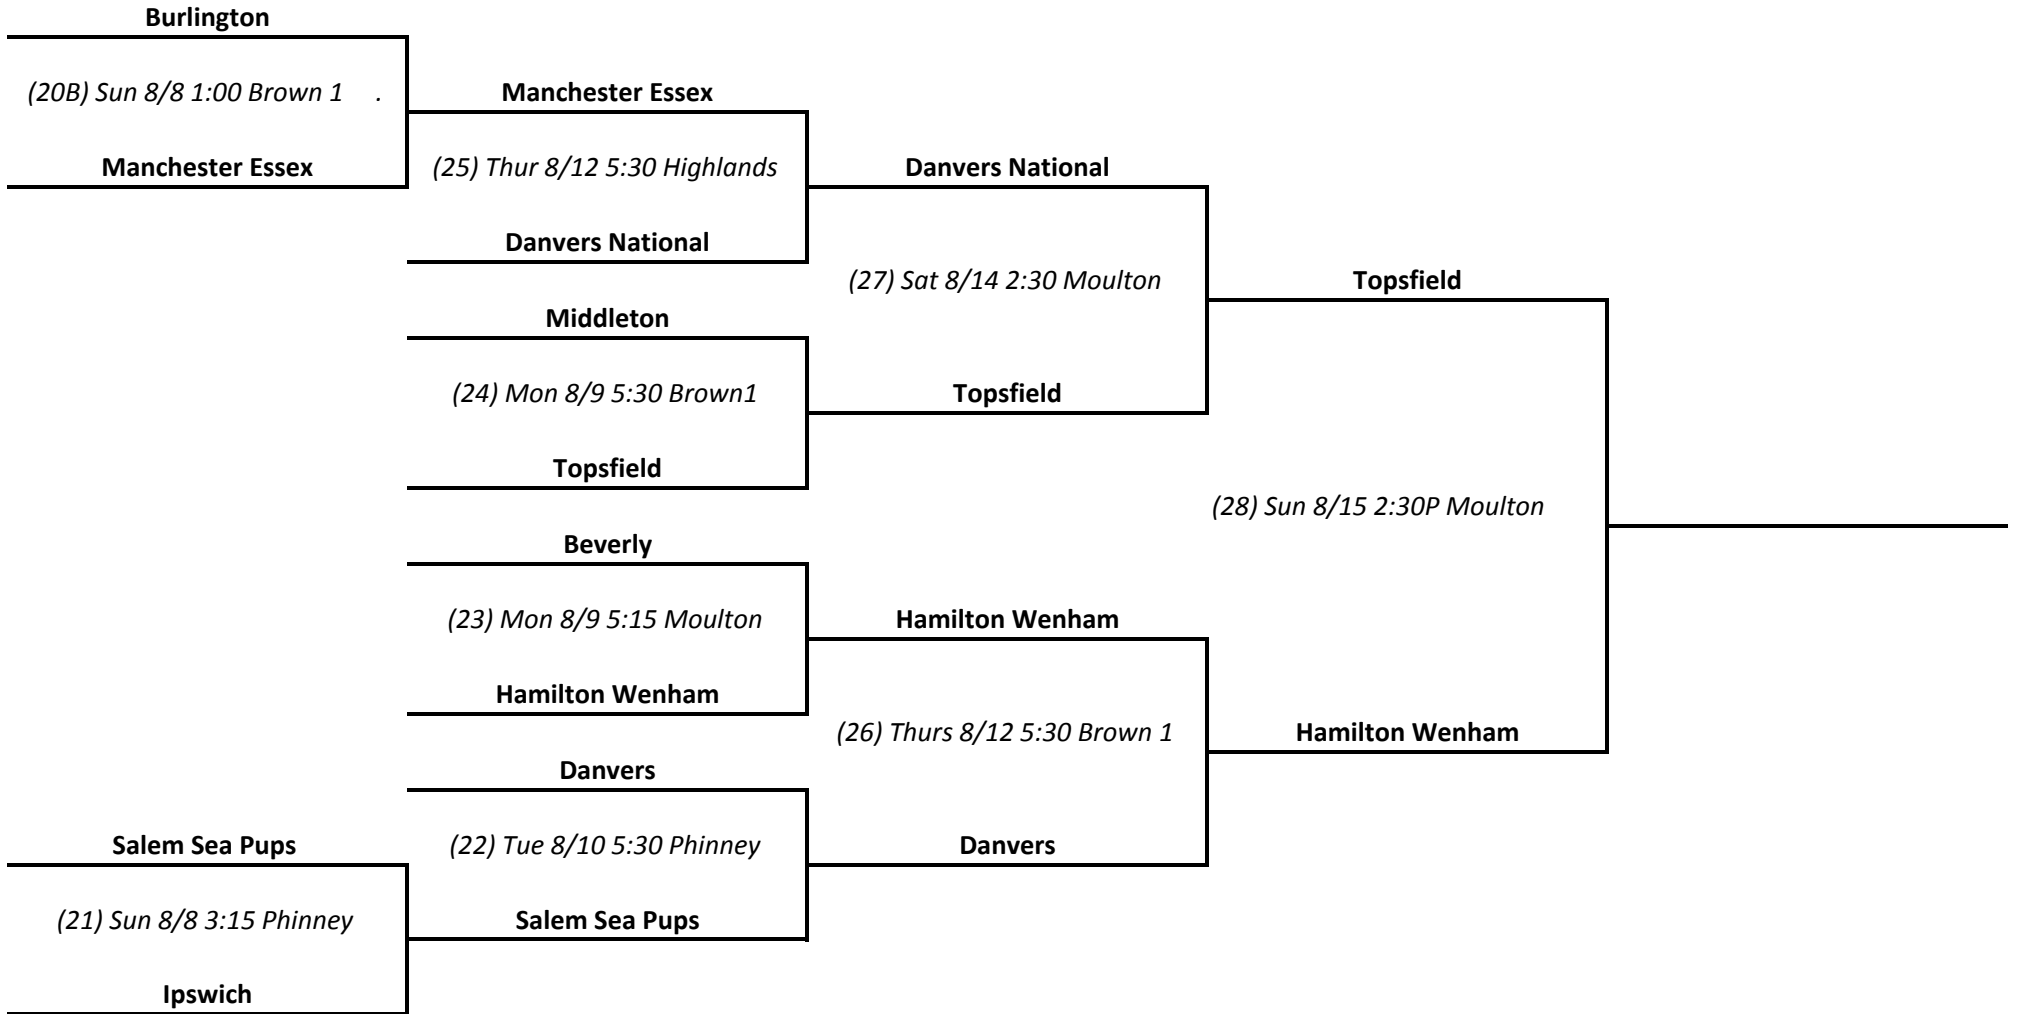 Burlington
(20B) Sun 8/8 1:00 Brown 1 .
Manchester Essex
Manchester Essex
(25) Thur 8/12 5:30 Highlands
Danvers National
Danvers National
(27) Sat 8/14 2:30 Moulton
Topsfield
Middleton
(24) Mon 8/9 5:30 Brown1
Topsfield
Topsfield
(28) Sun 8/15 2:30P Moulton
Beverly
(23) Mon 8/9 5:15 Moulton
Hamilton Wenham
Hamilton Wenham
(26) Thurs 8/12 5:30 Brown 1
Hamilton Wenham
Danvers
Salem Sea Pups
(22) Tue 8/10 5:30 Phinney
Danvers
(21) Sun 8/8 3:15 Phinney
Salem Sea Pups
Ipswich